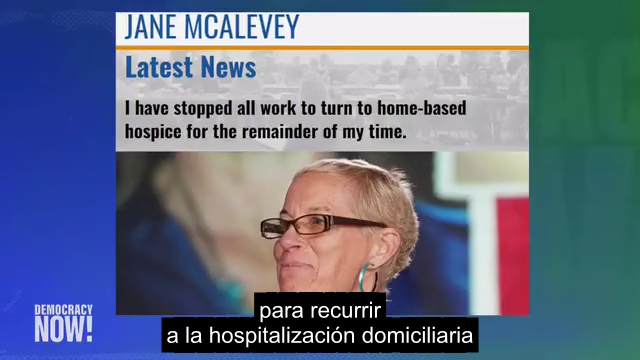 JANE MCALEVEY
Latest News
I have stopped all work to turn to home-based
hospice for the remainder of my time.
DEMOCRACY
NOW!
para recurrir
a la hospitalización domiciliaria